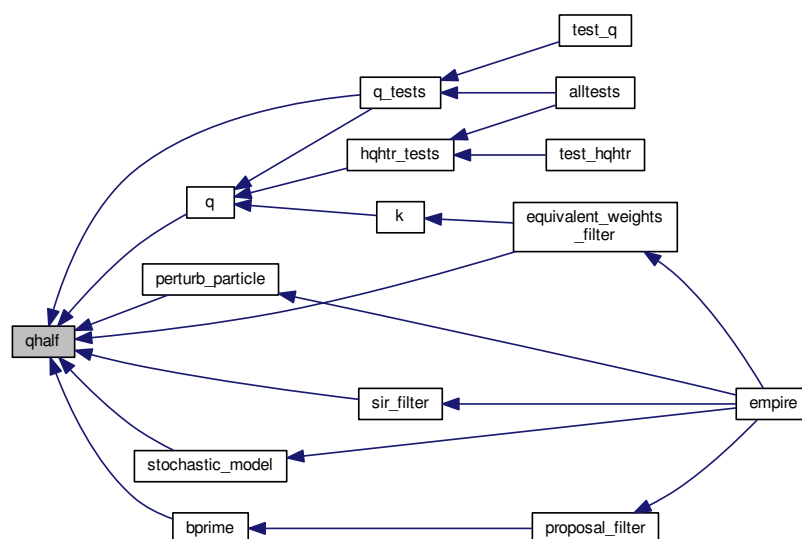 test_q
q_tests
alltests
hqhtr_tests
test_hqhtr
q
k
equivalent_weights
_filter
perturb_particle
qhalf
sir_filter
empire
stochastic_model
bprime
proposal_filter